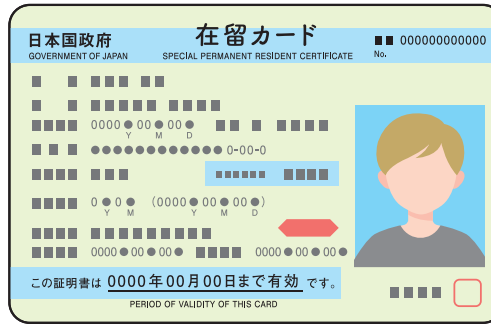 日本国政府 在留カード ■■ 000000000000
GOVERNMENT OF JAPAN SPECIAL PERMANENT RESIDENT CERTIFICATE No.
0000●00●00●
Y M D
●●●●●●●●●●●● 0-00-0
0●0● (0000●00●00●)
Y M Y M D
0000●00●00● 0000●00●00●
この証明書は 0000年00月00日まで有効 です。
PERIOD OF VALIDITY OF THIS CARD